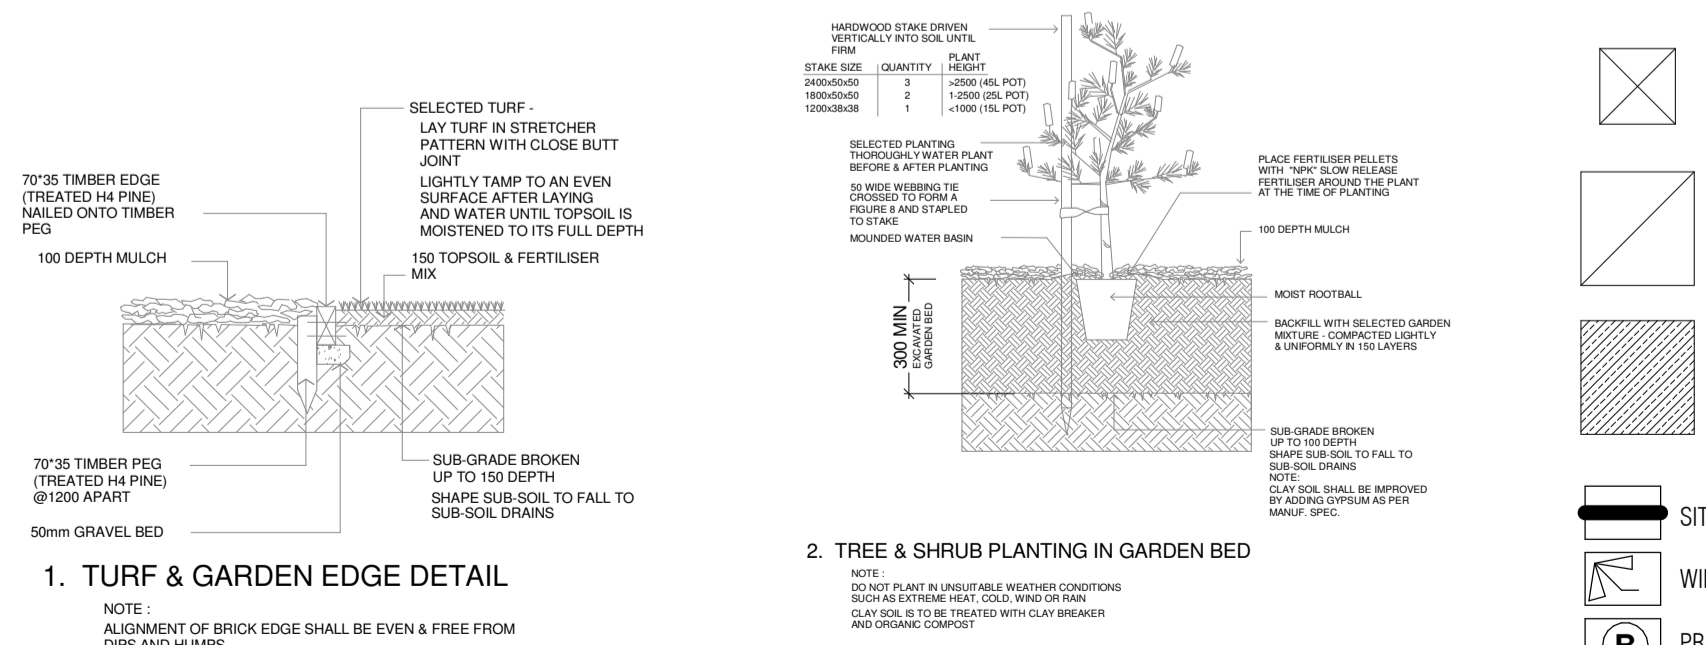 SELECTED TURF -
LAY TURF IN STRETCHER
PATTERN WITH CLOSE BUTT
JOINT
LIGHTLY TAMP TO AN EVEN
SURFACE AFTER LAYING
AND WATER UNTIL TOPSOIL IS
MOISTENED TO ITS FULL DEPTH
150 TOPSOIL & FERTILISER
MIX
70*35 TIMBER EDGE
(TREATED H4 PINE)
NAILED ONTO TIMBER
PEG
100 DEPTH MULCH
70*35 TIMBER PEG
(TREATED H4 PINE)
@1200 APART
50mm GRAVEL BED
SUB-GRADE BROKEN
UP TO 150 DEPTH
SHAPE SUB-SOIL TO FALL TO
SUB-SOIL DRAINS
1. TURF & GARDEN EDGE DETAIL
NOTE :
ALIGNMENT OF BRICK EDGE SHALL BE EVEN & FREE FROM
DIPS AND HUMPS
HARDWOOD STAKE DRIVEN
VERTICALLY INTO SOIL UNTIL
FIRM
STAKE SIZE QUANTITY PLANT HEIGHT
2400x50x50 3 >2500 (45L POT)
1800x50x50 2 1-2500 (25L POT)
1200x38x38 1 <1000 (15L POT)
SELECTED PLANTING
THOROUGHLY WATER PLANT
BEFORE & AFTER PLANTING
50 WIDE WEBBING TIE
CROSSED TO FORM A
FIGURE 8 AND STAPLED
TO STAKE
MOUNDED WATER BASIN
300 MIN
EXCAVATED
GARDEN BED
PLACE FERTILISER PELLETS
WITH "NPK" SLOW RELEASE
FERTILISER AROUND THE PLANT
AT THE TIME OF PLANTING
100 DEPTH MULCH
MOIST ROOTBALL
BACKFILL WITH SELECTED GARDEN
MIXTURE - COMPACTED LIGHTLY
& UNIFORMLY IN 150 LAYERS
SUB-GRADE BROKEN
UP TO 100 DEPTH
SHAPE SUB-SOIL TO FALL TO
SUB-SOIL DRAINS
NOTE:
CLAY SOIL SHALL BE IMPROVED
BY ADDING GYPSUM AS PER
MANUF. SPEC.
2. TREE & SHRUB PLANTING IN GARDEN BED
NOTE :
DO NOT PLANT IN UNSUITABLE WEATHER CONDITIONS
SUCH AS EXTREME HEAT, COLD, WIND OR RAIN
CLAY SOIL IS TO BE TREATED WITH CLAY BREAKER
AND ORGANIC COMPOST
SIT
WI
PR